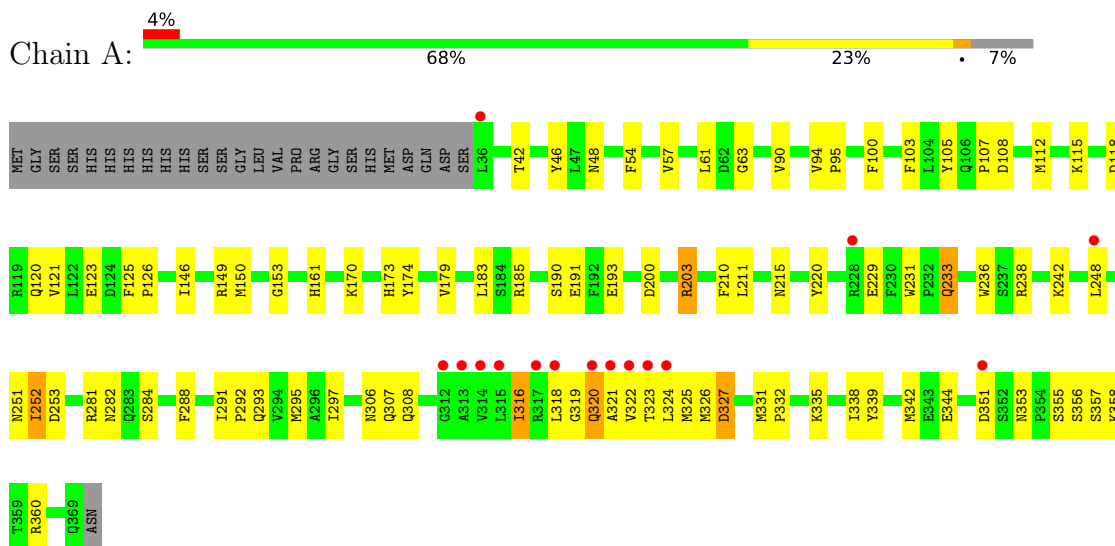 4%
Chain A:
68% 23% • 7%
MET GLY SER SER HIS HIS HIS HIS HIS HIS SER SER GLY LEU VAL PRO ARG GLY SER HIS MET ASP GLN ASP SER L36 T42 Y46 L47 N48 F54 V57 L61 D62 G63 V90 V94 P95 F100 F103 L104 Y105 Q106 P107 D108 M112 K115 D118
R119 Q120 V121 L122 E123 D124 F125 P126 I146 R149 M150 G153 H161 K170 H173 Y174 V179 L183 S184 R185 S190 E191 F192 E193 D200 R203 F210 L211 N215 Y220 R228 E229 F230 W231 P232 Q233 W236 S237 R238 K242 L248
N251 I252 D253 R281 N282 Q283 S284 F288 I291 P292 Q293 V294 M295 A296 I297 N306 Q307 Q308 G312 A313 V314 L315 I316 R317 L318 G319 Q320 A321 V322 T323 L324 M325 M326 D327 M331 P332 K335 I338 Y339 M342 E343 E344 D351 S352 N353 P354 S355 S356 S357
T359 R360 Q369 ASN